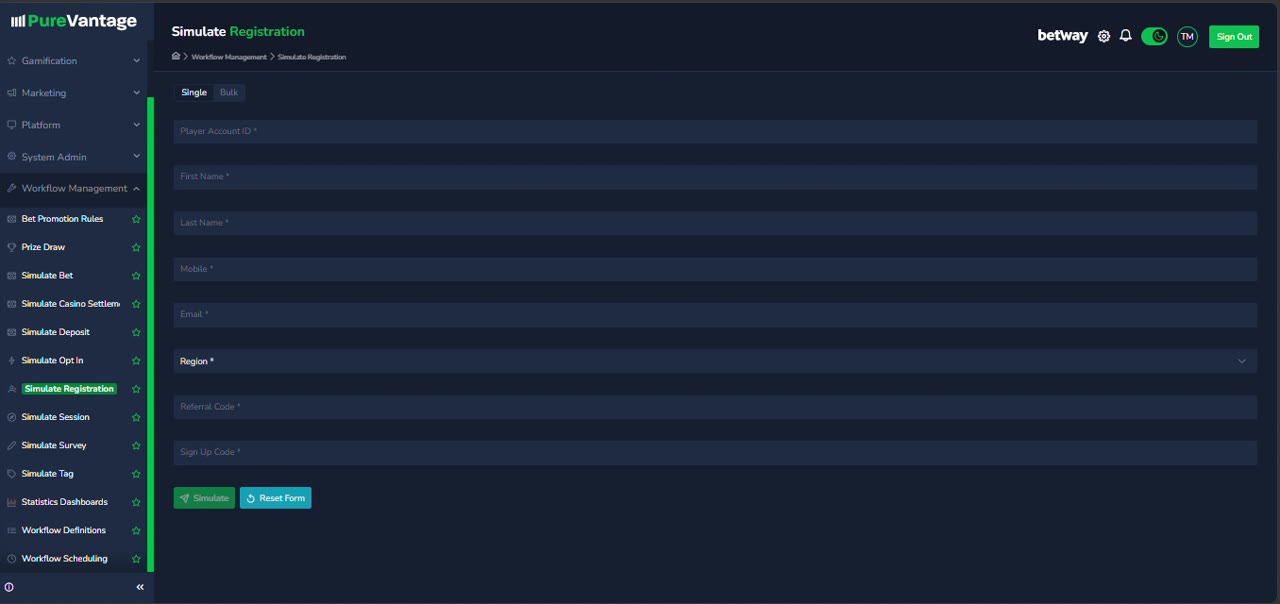 PureVantage
Gamification
Marketing
Platform
System Admin
Workflow Management
Bet Promotion Rules
Prize Draw
Simulate Bet
Simulate Casino Settlem
Simulate Deposit
Simulate Opt In
Simulate Registration
Simulate Session
Simulate Survey
Simulate Tag
Statistics Dashboards
Workflow Definitions
Workflow Scheduling
Simulate Registration
Workflow Management
Simulate Registration
betway
TM
Sign Out
Single
Bulk
Player Account ID *
First Name *
Last Name *
Mobile *
Email *
Region *
Referral Code *
Sign Up Code *
Simulate
Reset Form